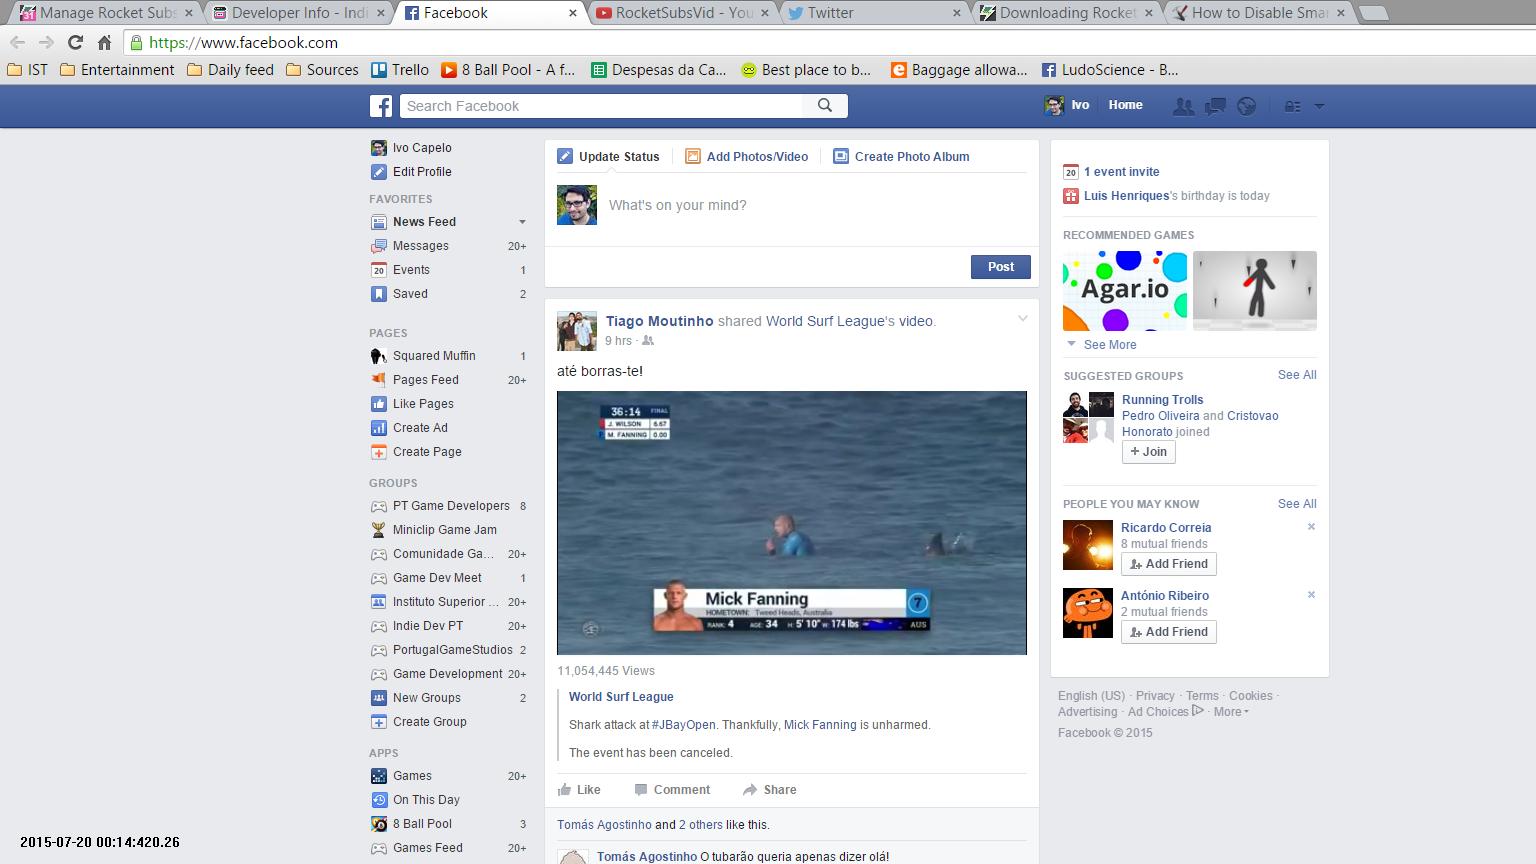 Manage Rocket Subs
Developer Info - Indi
Facebook
RocketSubsVid - You
Twitter
Downloading Rocket
How to Disable Smar
https://www.facebook.com
IST
Entertainment
Daily feed
Sources
Trello
8 Ball Pool - A f...
Despesas da Ca...
Best place to b...
Baggage allowa...
LudoScience - B...
Search Facebook
Ivo
Home
Ivo Capelo
Edit Profile
FAVORITES
News Feed
Messages 20+
20 Events 1
Saved 2
PAGES
Squared Muffin 1
Pages Feed 20+
Like Pages
Create Ad
Create Page
GROUPS
PT Game Developers 8
Miniclip Game Jam
Comunidade Ga... 20+
Game Dev Meet 1
Instituto Superior ... 20+
Indie Dev PT 20+
PortugalGameStudios 2
Game Development 20+
New Groups 2
Create Group
APPS
Games 20+
On This Day
8 Ball Pool 3
Games Feed 20+
Update Status
Add Photos/Video
Create Photo Album
What's on your mind?
Post
Tiago Moutinho shared World Surf League's video.
9 hrs ·
até borras-te!
36:14 FINAL
J. WILSON 6.67
M. FANNING 0.00
Mick Fanning
HOMETOWN: Tweed Heads, Australia
7
RANK: 4 AGE: 34 H: 5' 10" W: 174 lbs AUS
11,054,445 Views
World Surf League
Shark attack at #JBayOpen. Thankfully, Mick Fanning is unharmed.
The event has been canceled.
Like
Comment
Share
Tomás Agostinho and 2 others like this.
Tomás Agostinho O tubarão queria apenas dizer olá!
20 1 event invite
Luis Henriques's birthday is today
RECOMMENDED GAMES
Agar.io
See More
SUGGESTED GROUPS See All
Running Trolls
Pedro Oliveira and Cristovao
Honorato joined
+ Join
PEOPLE YOU MAY KNOW See All
Ricardo Correia
8 mutual friends
Add Friend
António Ribeiro
2 mutual friends
Add Friend
English (US) · Privacy · Terms · Cookies ·
Advertising · Ad Choices · More
Facebook © 2015
2015-07-20 00:14:420.26